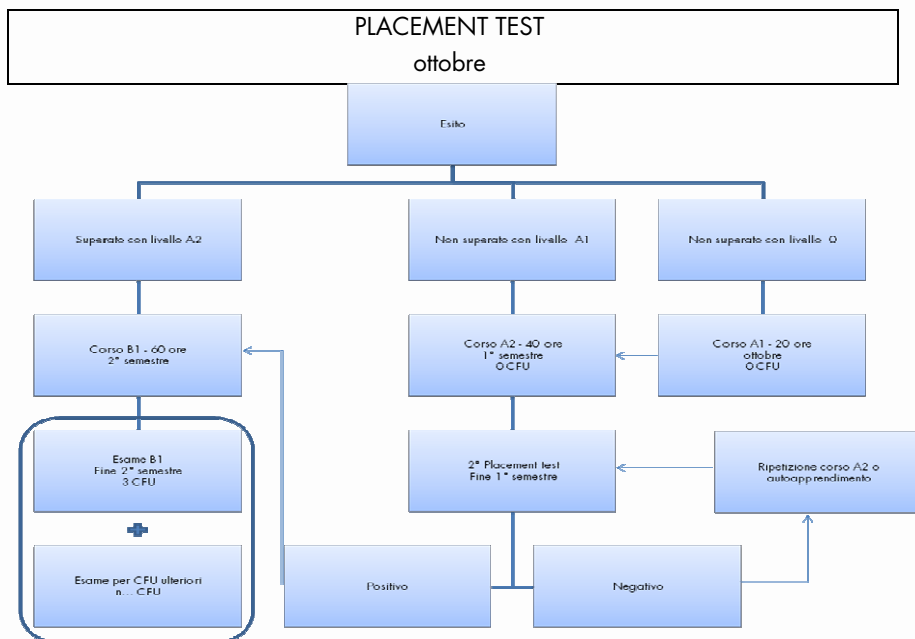 PLACEMENT TEST
ottobre
Esito
Superato con livello A2
Non superato con livello A1
Non superato con livello 0
Corso B1 - 60 ore
2° semestre
Corso A2 - 40 ore
1° semestre
0 CFU
Corso A1 - 20 ore
ottobre
0 CFU
Esame B1
Fine 2° semestre
3 CFU
2° Placement test
Fine 1° semestre
Ripetizione corso A2 o
autoapprendimento
Esame per CFU ulteriori
n... CFU
Positivo
Negativo